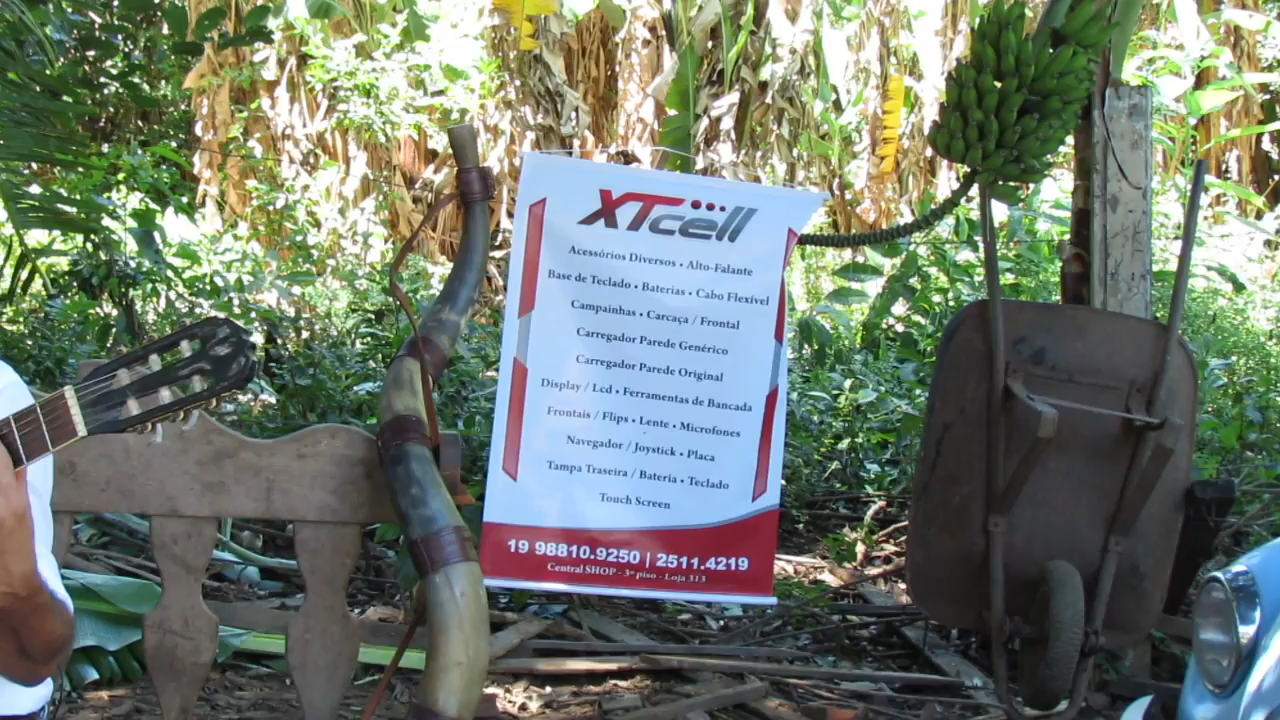 XTcell
Acessórios Diversos • Alto-Falante
Base de Teclado • Baterias • Cabo Flexível
Campainhas • Carcaça / Frontal
Carregador Parede Genérico
Carregador Parede Original
Display / Lcd • Ferramentas de Bancada
Frontais / Flips • Lente • Microfones
Navegador / Joystick • Placa
Tampa Traseira / Bateria • Teclado
Touch Screen
19 98810.9250 | 2511.4219
Central SHOP - 3º piso - Loja 313